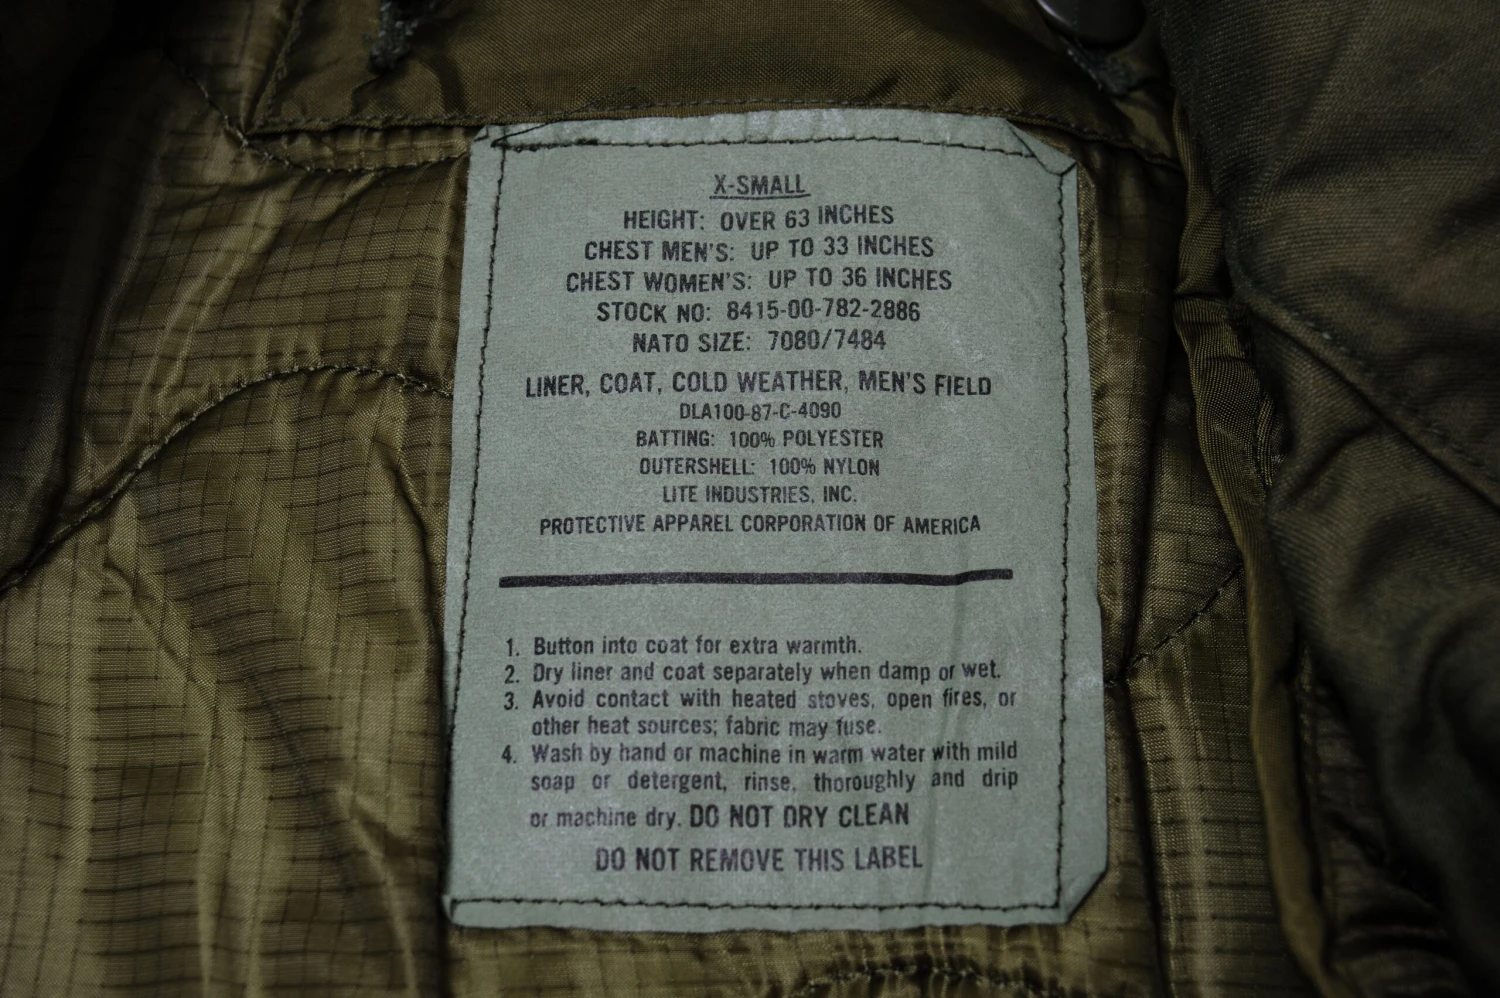 X-SMALL
HEIGHT: OVER 63 INCHES
CHEST MEN'S: UP TO 33 INCHES
CHEST WOMEN'S: UP TO 36 INCHES
STOCK NO: 8415-00-782-2886
NATO SIZE: 7080/7484
LINER, COAT, COLD WEATHER, MEN'S FIELD
DLA100-87-C-4090
BATTING: 100% POLYESTER
OUTERSHELL: 100% NYLON
LITE INDUSTRIES, INC.
PROTECTIVE APPAREL CORPORATION OF AMERICA
1. Button into coat for extra warmth.
2. Dry liner and coat separately when damp or wet.
3. Avoid contact with heated stoves, open fires, or
other heat sources; fabric may fuse.
4. Wash by hand or machine in warm water with mild
soap or detergent, rinse, thoroughly and drip
or machine dry. DO NOT DRY CLEAN
DO NOT REMOVE THIS LABEL